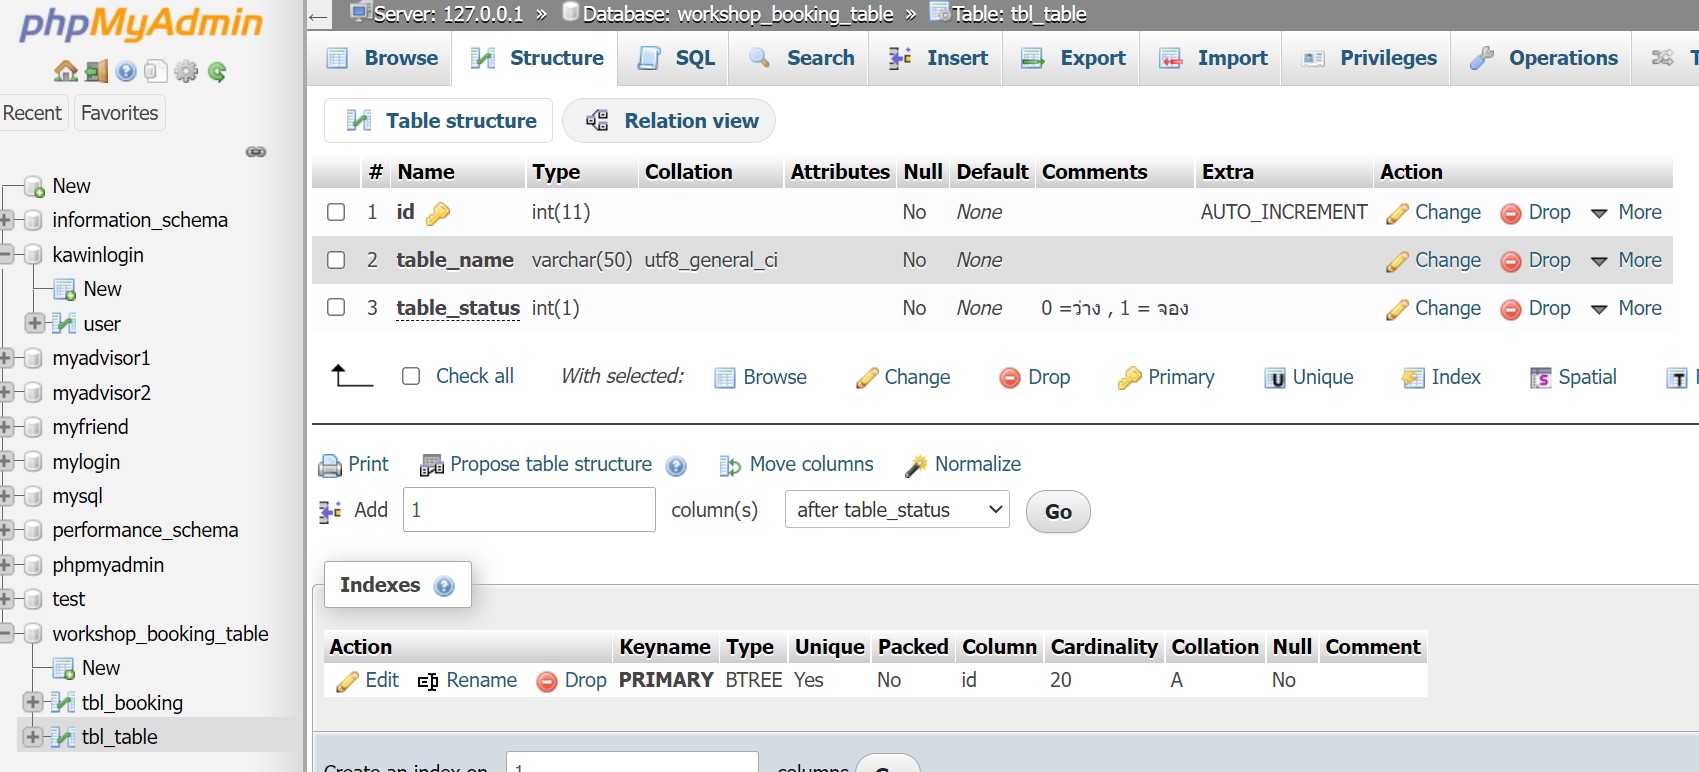 phpMyAdmin
Recent Favorites
New
information_schema
kawinlogin
New
user
myadvisor1
myadvisor2
myfriend
mylogin
mysql
performance_schema
phpmyadmin
test
workshop_booking_table
New
tbl_booking
tbl_table
Server: 127.0.0.1 » Database: workshop_booking_table » Table: tbl_table
Browse Structure SQL Search Insert Export Import Privileges Operations
Table structure Relation view
# Name Type Collation Attributes Null Default Comments Extra Action
1 id int(11) No None AUTO_INCREMENT Change Drop More
2 table_name varchar(50) utf8_general_ci No None Change Drop More
3 table_status int(1) No None 0 =ว่าง , 1 = จอง Change Drop More
Check all With selected: Browse Change Drop Primary Unique Index Spatial
Print Propose table structure Move columns Normalize
Add 1 column(s) after table_status Go
Indexes
Action Keyname Type Unique Packed Column Cardinality Collation Null Comment
Edit Rename Drop PRIMARY BTREE Yes No id 20 A No
Create an index on 1 columns